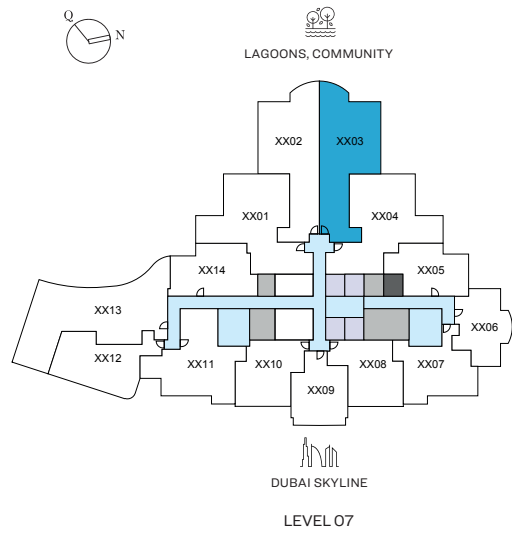 Q
N
LAGOONS, COMMUNITY
XX02
XX03
XX01
XX04
XX14
XX05
XX13
XX06
XX12
XX11
XX10
XX08
XX07
XX09
DUBAI SKYLINE
LEVEL 07